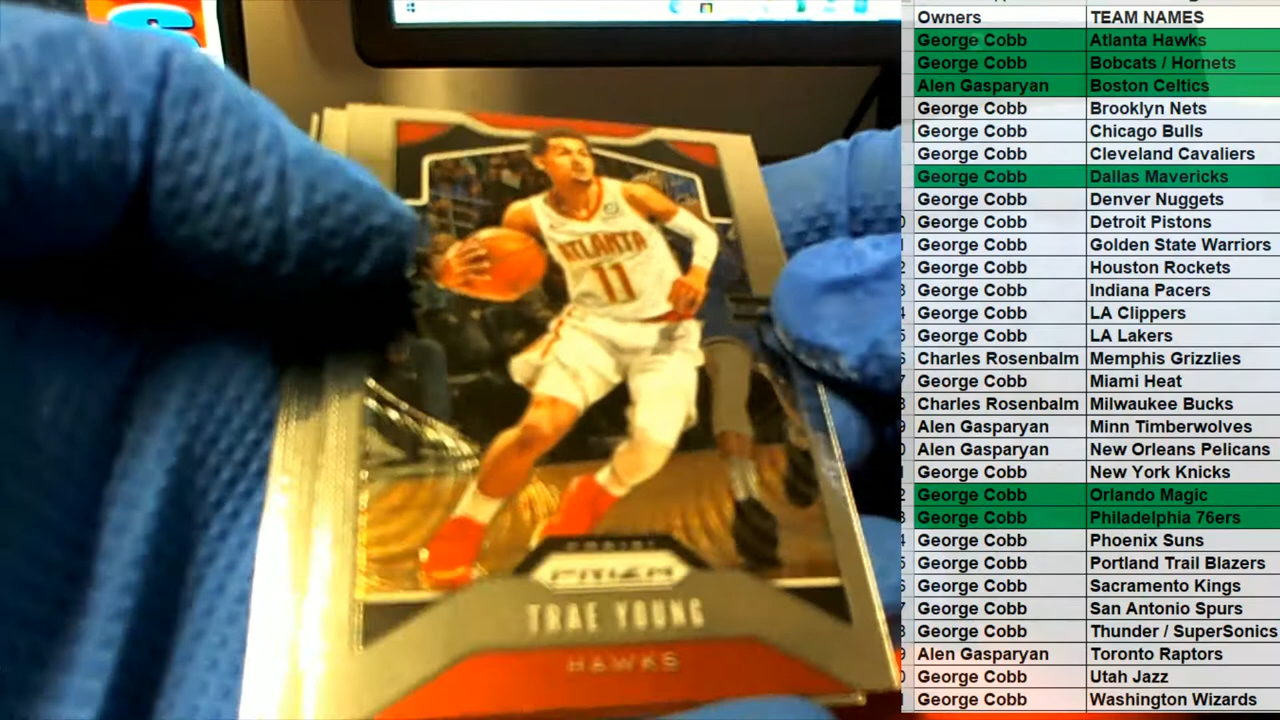 ATLANTA
11
PANINI
PRIZM
TRAE YOUNG
HAWKS
Owners TEAM NAMES
George Cobb Atlanta Hawks
George Cobb Bobcats / Hornets
Alen Gasparyan Boston Celtics
George Cobb Brooklyn Nets
George Cobb Chicago Bulls
George Cobb Cleveland Cavaliers
George Cobb Dallas Mavericks
George Cobb Denver Nuggets
George Cobb Detroit Pistons
George Cobb Golden State Warriors
George Cobb Houston Rockets
George Cobb Indiana Pacers
George Cobb LA Clippers
George Cobb LA Lakers
Charles Rosenbalm Memphis Grizzlies
George Cobb Miami Heat
Charles Rosenbalm Milwaukee Bucks
Alen Gasparyan Minn Timberwolves
Alen Gasparyan New Orleans Pelicans
George Cobb New York Knicks
George Cobb Orlando Magic
George Cobb Philadelphia 76ers
George Cobb Phoenix Suns
George Cobb Portland Trail Blazers
George Cobb Sacramento Kings
George Cobb San Antonio Spurs
George Cobb Thunder / SuperSonics
Alen Gasparyan Toronto Raptors
George Cobb Utah Jazz
George Cobb Washington Wizards